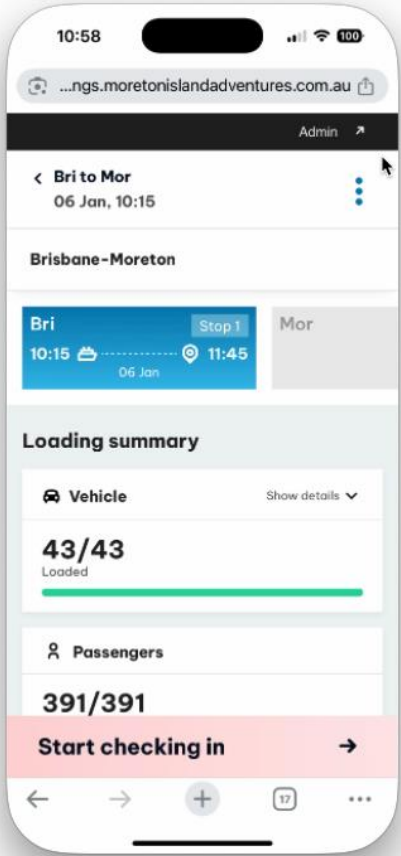 10:58
100
...ngs.moretonislandadventures.com.au
Admin
Bri to Mor
06 Jan, 10:15
Brisbane-Moreton
Bri
Stop 1
10:15
11:45
06 Jan
Mor
Loading summary
Vehicle
Show details
43/43
Loaded
Passengers
391/391
Start checking in
17